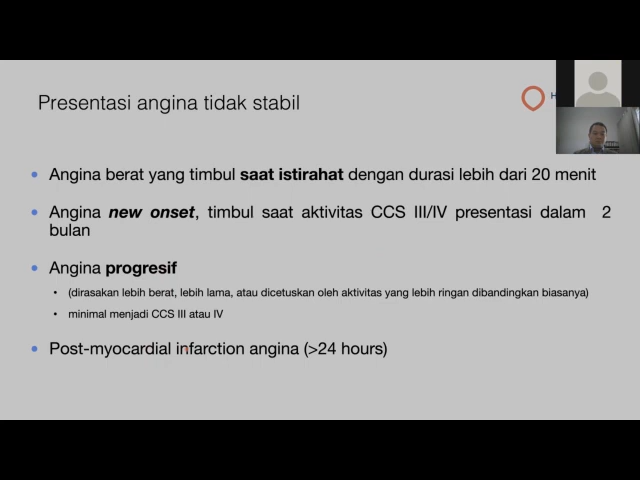 Presentasi angina tidak stabil
H
Angina berat yang timbul saat istirahat dengan durasi lebih dari 20 menit
Angina new onset, timbul saat aktivitas CCS III/IV presentasi dalam 2
bulan
Angina progresif
(dirasakan lebih berat, lebih lama, atau dicetuskan oleh aktivitas yang lebih ringan dibandingkan biasanya)
minimal menjadi CCS III atau IV
Post-myocardial infarction angina (>24 hours)